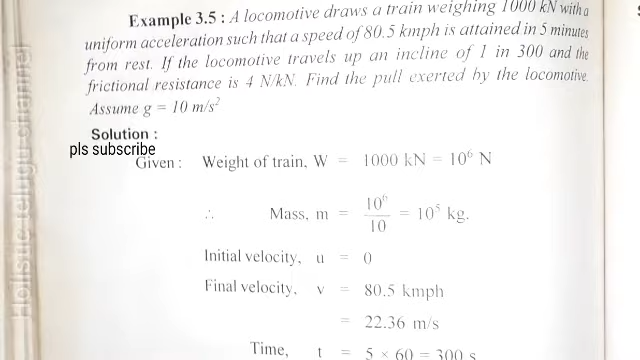 Example 3.5 : A locomotive draws a train weighing 1000 kN with a
uniform acceleration such that a speed of 80.5 kmph is attained in 5 minutes
from rest. If the locomotive travels up an incline of 1 in 300 and the
frictional resistance is 4 N/kN. Find the pull exerted by the locomotive.
Assume g = 10 m/s²
Solution :
pls subscribe
Given : Weight of train, W = 1000 kN = 10⁶ N
∴ Mass, m = 10⁶/10 = 10⁵ kg.
Initial velocity, u = 0
Final velocity, v = 80.5 kmph
= 22.36 m/s
Time, t = 5 × 60 = 300 s
Holistic telugu channel